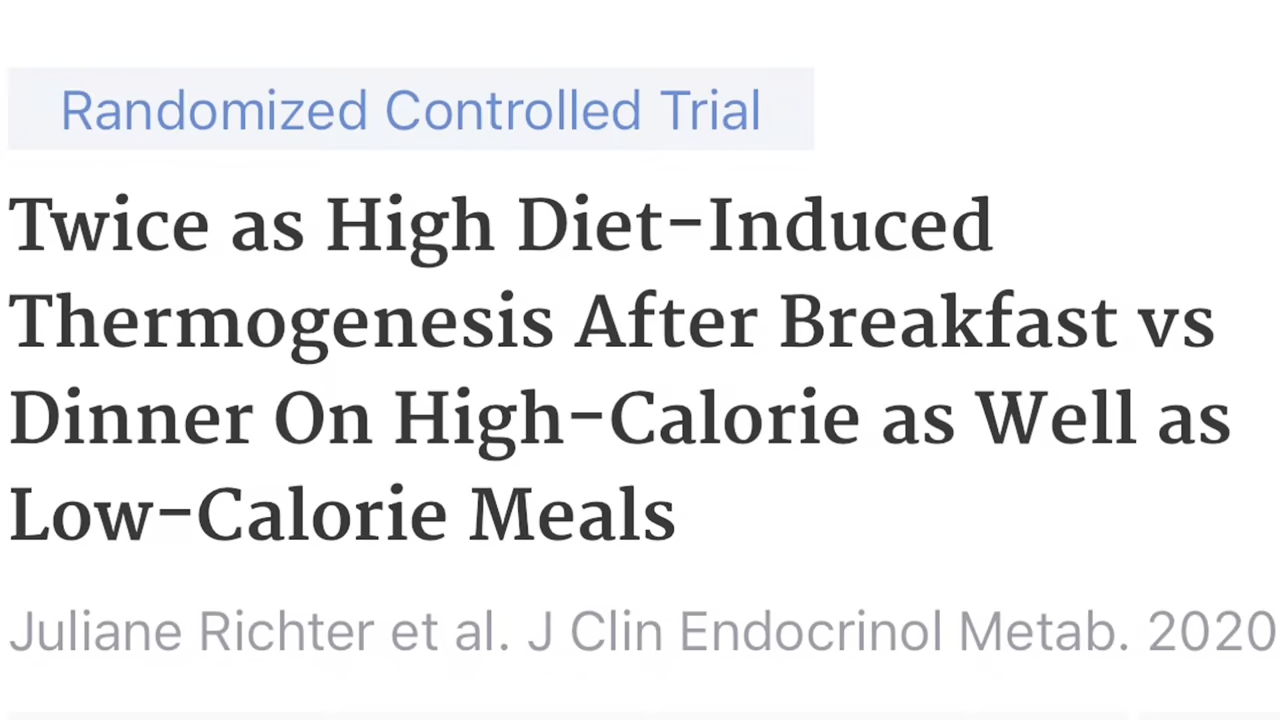 Randomized Controlled Trial
Twice as High Diet-Induced
Thermogenesis After Breakfast vs
Dinner On High-Calorie as Well as
Low-Calorie Meals
Juliane Richter et al. J Clin Endocrinol Metab. 2020